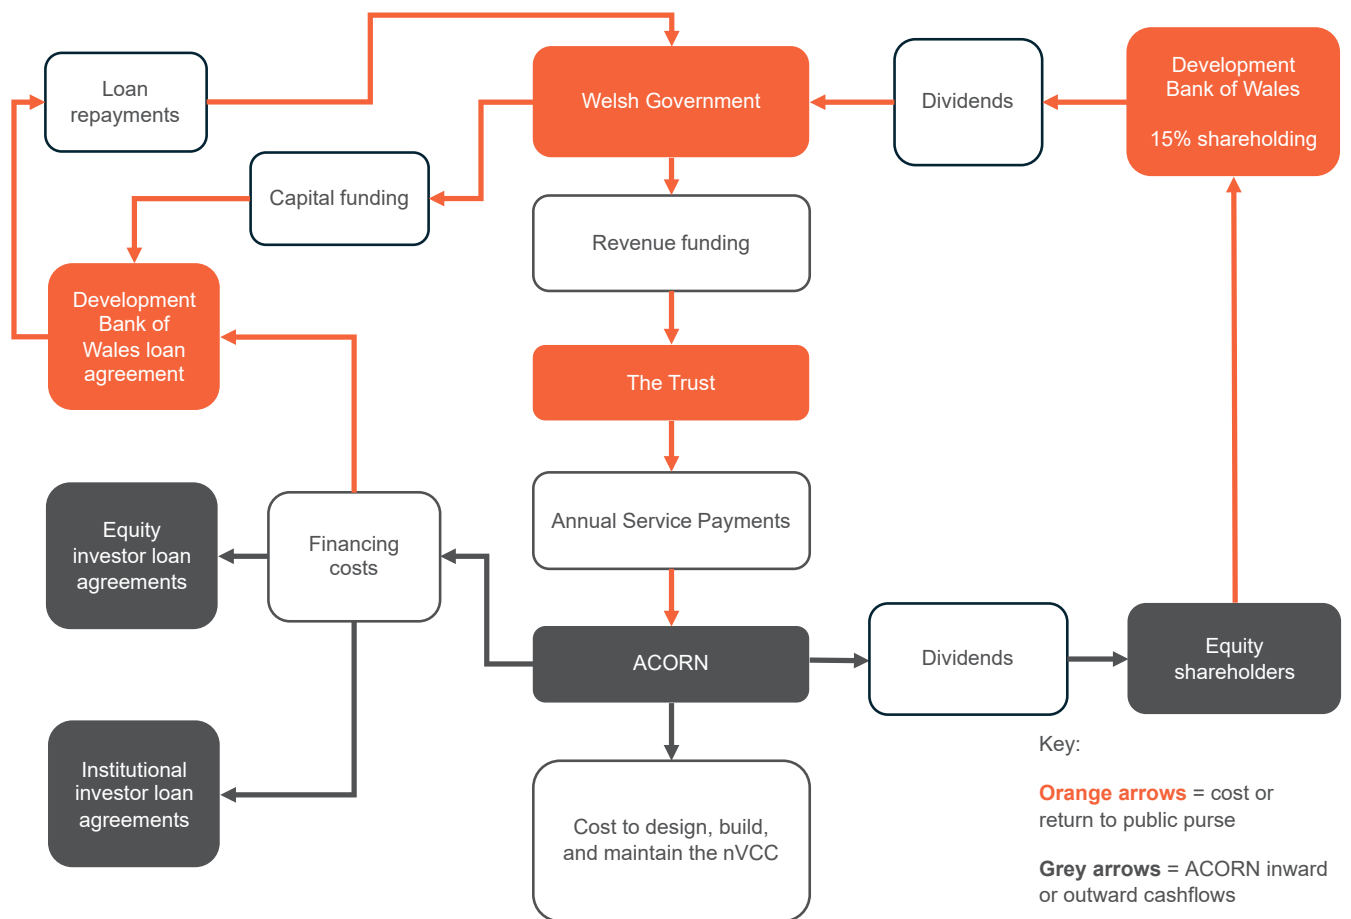 Loan
repayments
Welsh Government
Dividends
Development
Bank of Wales
15% shareholding
Capital funding
Revenue funding
Development
Bank of
Wales loan
agreement
The Trust
Equity
investor loan
agreements
Financing
costs
Annual Service Payments
ACORN
Dividends
Equity
shareholders
Institutional
investor loan
agreements
Cost to design, build,
and maintain the nVCC
Key:
Orange arrows = cost or
return to public purse
Grey arrows = ACORN inward
or outward cashflows